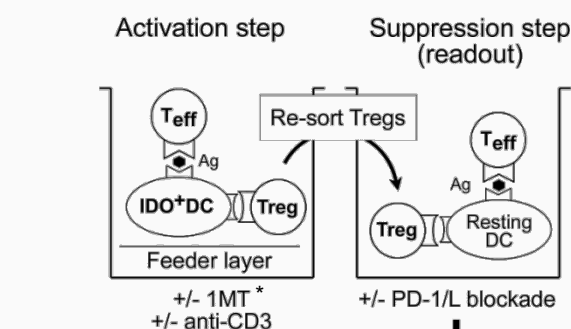 Activation step
Suppression step
(readout)
Re-sort Tregs
Teff
Ag
IDO+DC
Treg
Feeder layer
+/- 1MT *
+/- anti-CD3
Teff
Ag
Treg
Resting
DC
+/- PD-1/L blockade